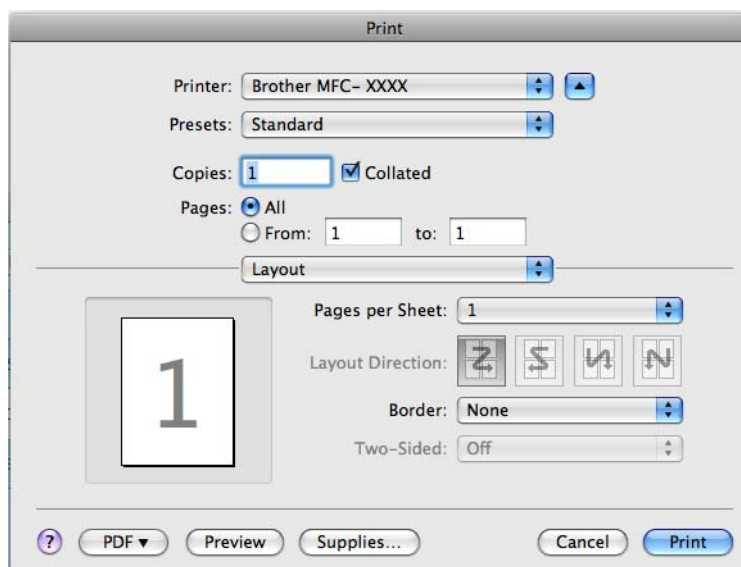 Print
Printer: Brother MFC- XXXX
Presets: Standard
Copies: 1 Collated
Pages: All
From: 1 to: 1
Layout
Pages per Sheet: 1
1
Layout Direction:
Border: None
Two-Sided: Off
? PDF▼ Preview Supplies... Cancel Print